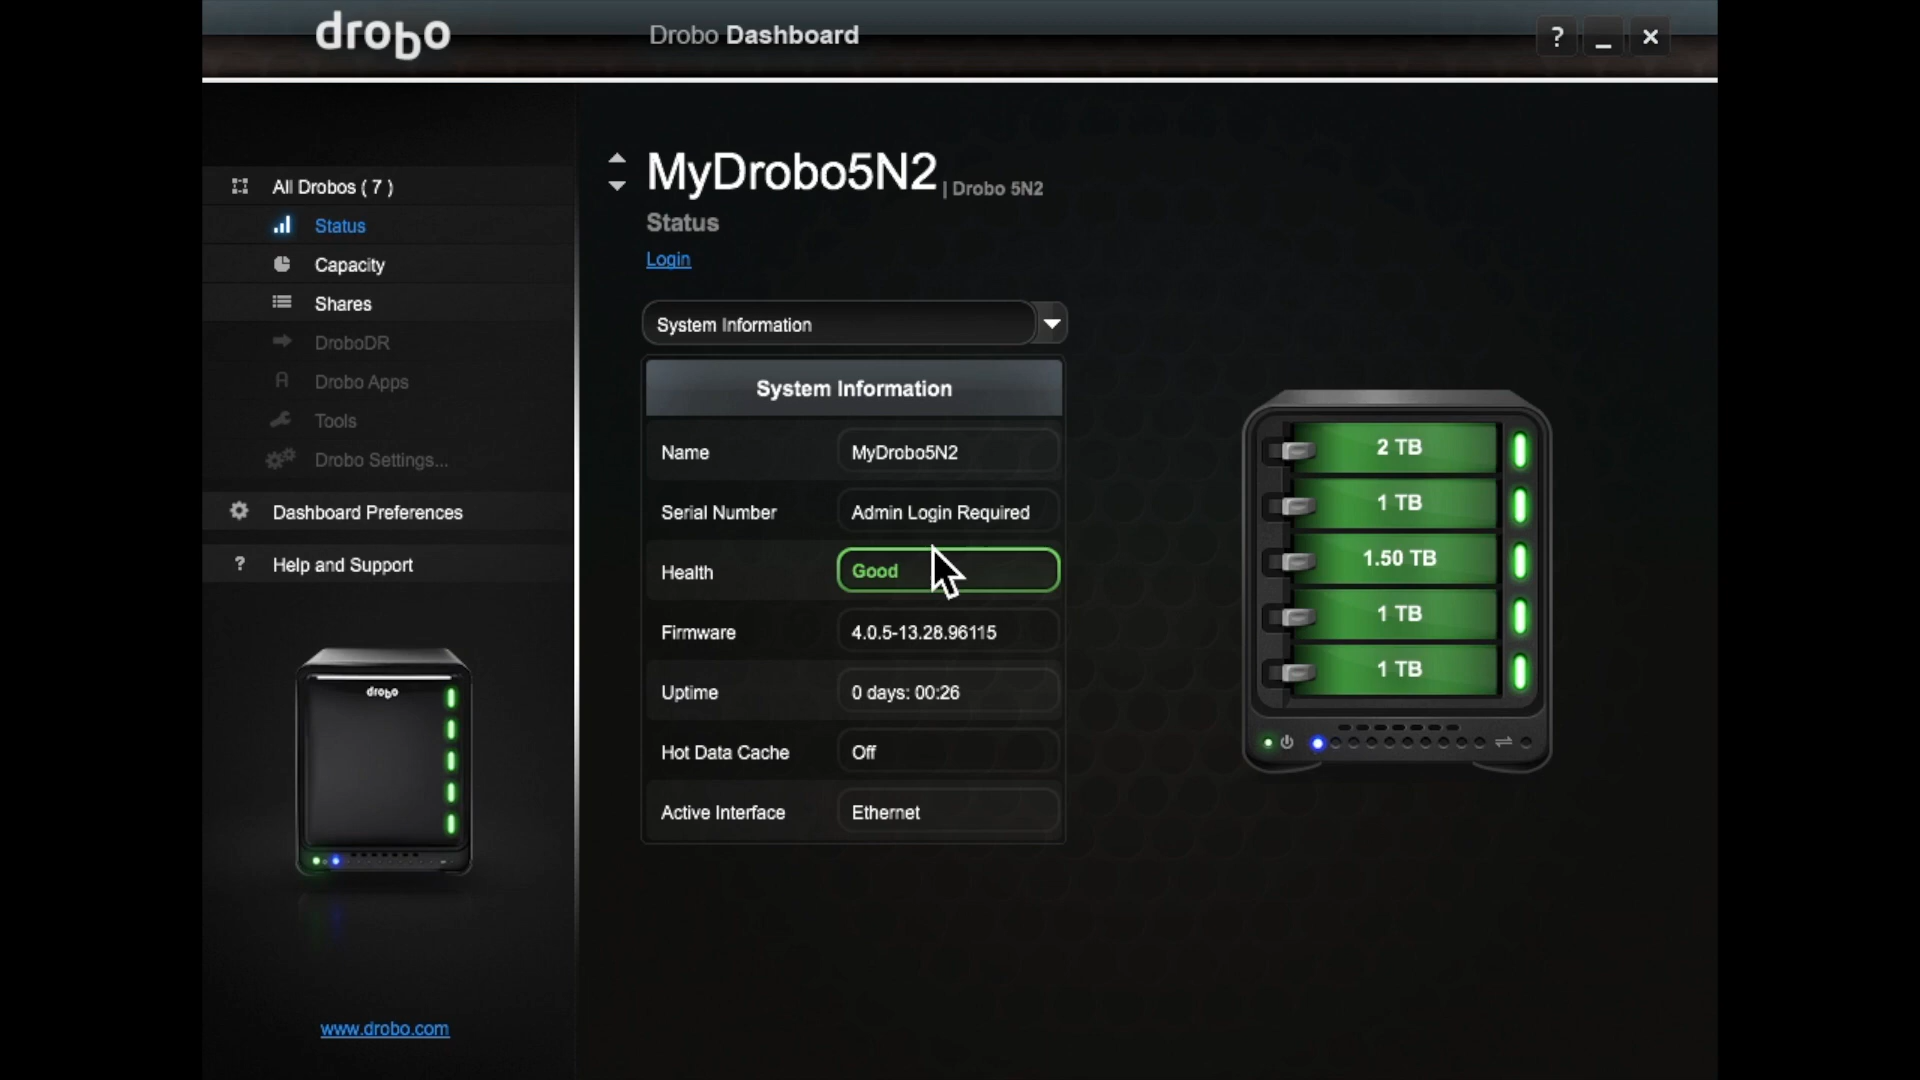 drobo
Drobo Dashboard
?
All Drobos ( 7 )
Status
Capacity
Shares
DroboDR
Drobo Apps
Tools
Drobo Settings...
Dashboard Preferences
? Help and Support
drobo
www.drobo.com
MyDrobo5N2 | Drobo 5N2
Status
Login
System Information
System Information
Name MyDrobo5N2
Serial Number Admin Login Required
Health Good
Firmware 4.0.5-13.28.96115
Uptime 0 days: 00:26
Hot Data Cache Off
Active Interface Ethernet
2 TB
1 TB
1.50 TB
1 TB
1 TB